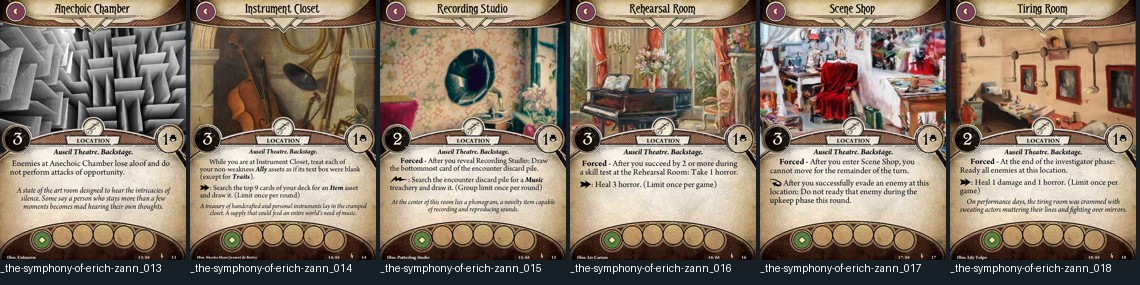 Anechoic Chamber
3
LOCATION
1
Auseil Theatre. Backstage.
Enemies at Anechoic Chamber lose aloof and do
not perform attacks of opportunity.
A state of the art room designed to hear the intricacies of
silence. Some say a person who stays more than a few
moments becomes mad hearing their own thoughts.
Illus. Unknown
13
_the-symphony-of-erich-zann_013
Instrument Closet
3
LOCATION
1
Auseil Theatre. Backstage.
While you are at Instrument Closet, treat each of
your non-weakness Ally assets as if its text box were blank
(except for Traits).
: Search the top 9 cards of your deck for an Item asset
and draw it. (Limit once per round.)
A treasury of handcrafted and personal instruments lay in the cramped
closet. A supply that could feed an entire world's need of music.
14
_the-symphony-of-erich-zann_014
Recording Studio
2
LOCATION
1
Auseil Theatre. Backstage.
Forced - After you reveal Recording Studio: Draw
the bottommost card of the encounter discard pile.
: Search the encounter discard pile for a Music
treachery and draw it. (Group limit once per round)
At the center of this room lies a phonogram, a novelty item capable
of recording and reproducing sounds.
15
_the-symphony-of-erich-zann_015
Rehearsal Room
3
LOCATION
1
Auseil Theatre. Backstage.
Forced - After you succeed by 2 or more during
a skill test at the Rehearsal Room: Take 1 horror.
: Heal 3 horror. (Limit once per game)
Illus. Liv Carson
16
_the-symphony-of-erich-zann_016
Scene Shop
3
LOCATION
1
Auseil Theatre. Backstage.
Forced - After you enter Scene Shop, you
cannot move for the remainder of the turn.
After you successfully evade an enemy at this
location: Do not ready that enemy during the
upkeep phase this round.
17
_the-symphony-of-erich-zann_017
Tiring Room
2
LOCATION
1
Auseil Theatre. Backstage.
Forced - At the end of the investigator phase:
Ready all enemies at this location.
: Heal 1 damage and 1 horror. (Limit once per
game)
On performance days, the tiring room was crammed with
sweating actors muttering their lines and fighting over mirrors.
18
_the-symphony-of-erich-zann_018